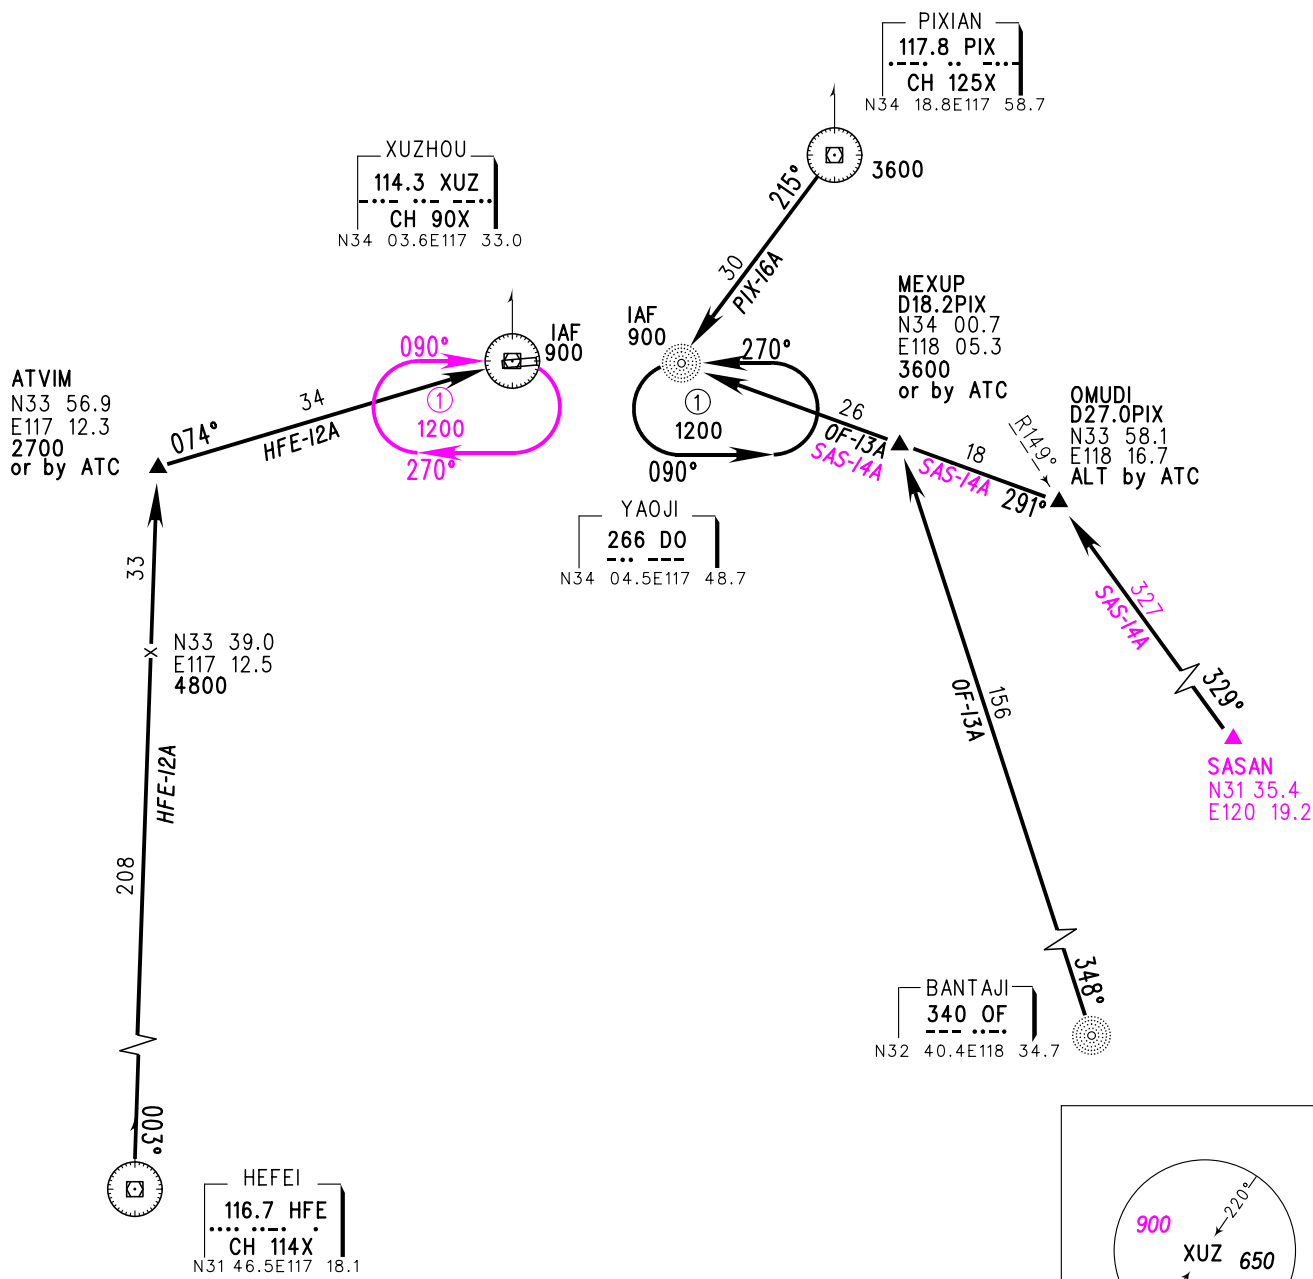 PIXIAN
117.8 PIX
CH 125X
N34 18.8E117 58.7
3600
215°
30
PIX-16A
XUZHOU
114.3 XUZ
CH 90X
N34 03.6E117 33.0
IAF
900
090°
1
1200
270°
IAF
900
270°
1
1200
090°
ATVIM
N33 56.9
E117 12.3
2700
or by ATC
074°
34
HFE-12A
MEXUP
D18.2PIX
N34 00.7
E118 05.3
3600
or by ATC
26
OF-13A
SAS-14A
18
SAS-14A
291°
R149°
OMUDI
D27.0PIX
N33 58.1
E118 16.7
ALT by ATC
YAOJI
266 DO
N34 04.5E117 48.7
33
N33 39.0
E117 12.5
4800
HFE-12A
208
003°
327
SAS-14A
329°
SASAN
N31 35.4
E120 19.2
156
OF-13A
348°
BANTAJI
340 OF
N32 40.4E118 34.7
HEFEI
116.7 HFE
CH 114X
N31 46.5E117 18.1
220°
900
XUZ
650